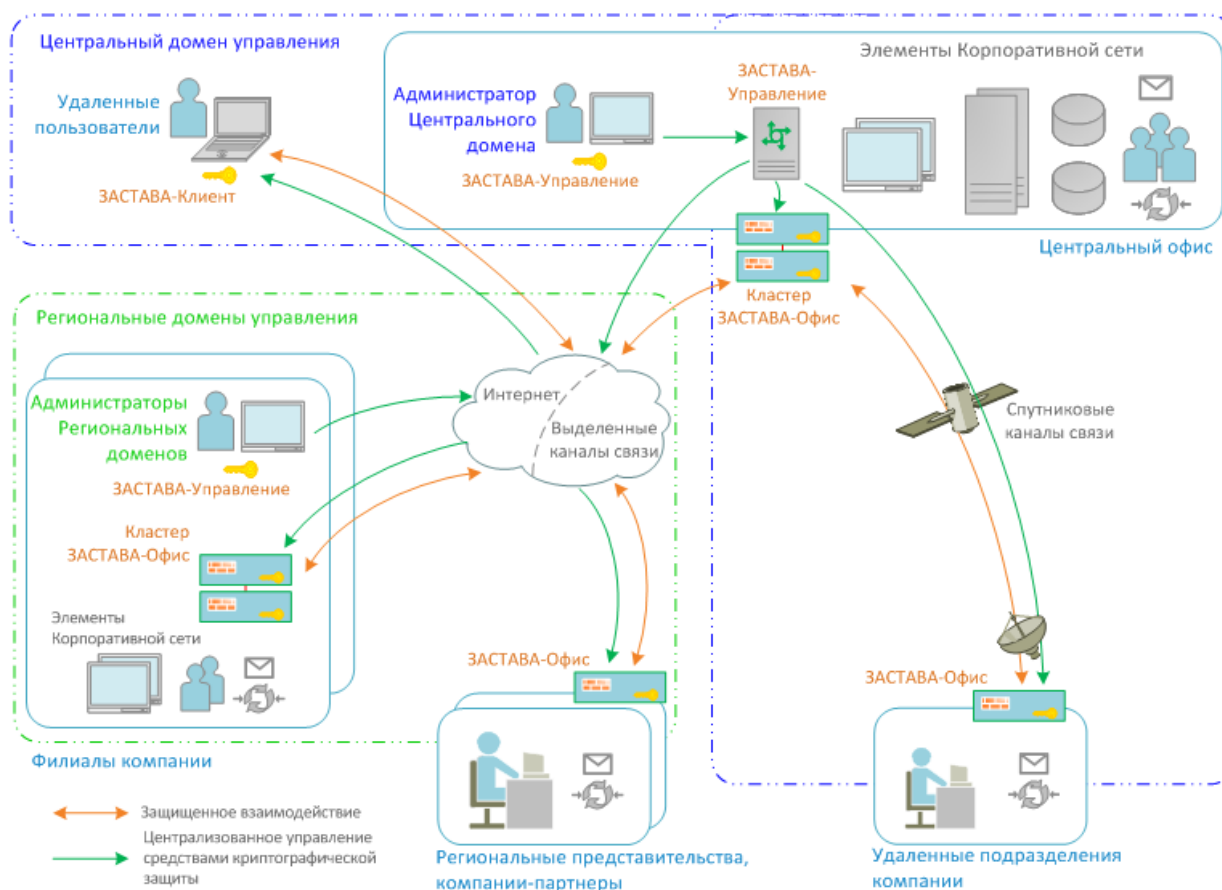 Центральный домен управления
Удаленные
пользователи
ЗАСТАВА-Клиент
Администратор
Центрального
домена
ЗАСТАВА-Управление
ЗАСТАВА-
Управление
Элементы Корпоративной сети
Центральный офис
Кластер
ЗАСТАВА-Офис
Региональные домены управления
Администраторы
Региональных
доменов
ЗАСТАВА-Управление
Кластер
ЗАСТАВА-Офис
Элементы
Корпоративной сети
Филиалы компании
Интернет
Выделенные
каналы связи
Спутниковые
каналы связи
ЗАСТАВА-Офис
Региональные представительства,
компании-партнеры
ЗАСТАВА-Офис
Удаленные подразделения
компании
Защищенное взаимодействие
Централизованное управление
средствами криптографической
защиты